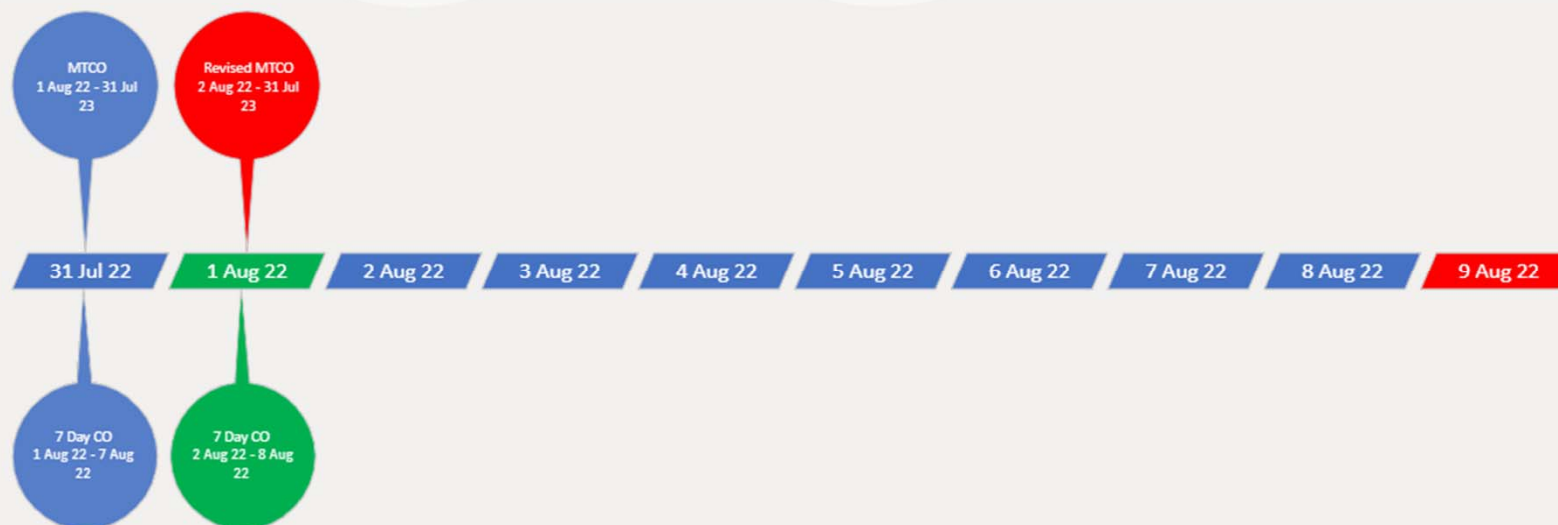 MTCO
1 Aug 22 - 31 Jul
23
Revised MTCO
2 Aug 22 - 31 Jul
23
31 Jul 22
1 Aug 22
2 Aug 22
3 Aug 22
4 Aug 22
5 Aug 22
6 Aug 22
7 Aug 22
8 Aug 22
9 Aug 22
7 Day CO
1 Aug 22 - 7 Aug
22
7 Day CO
2 Aug 22 - 8 Aug
22